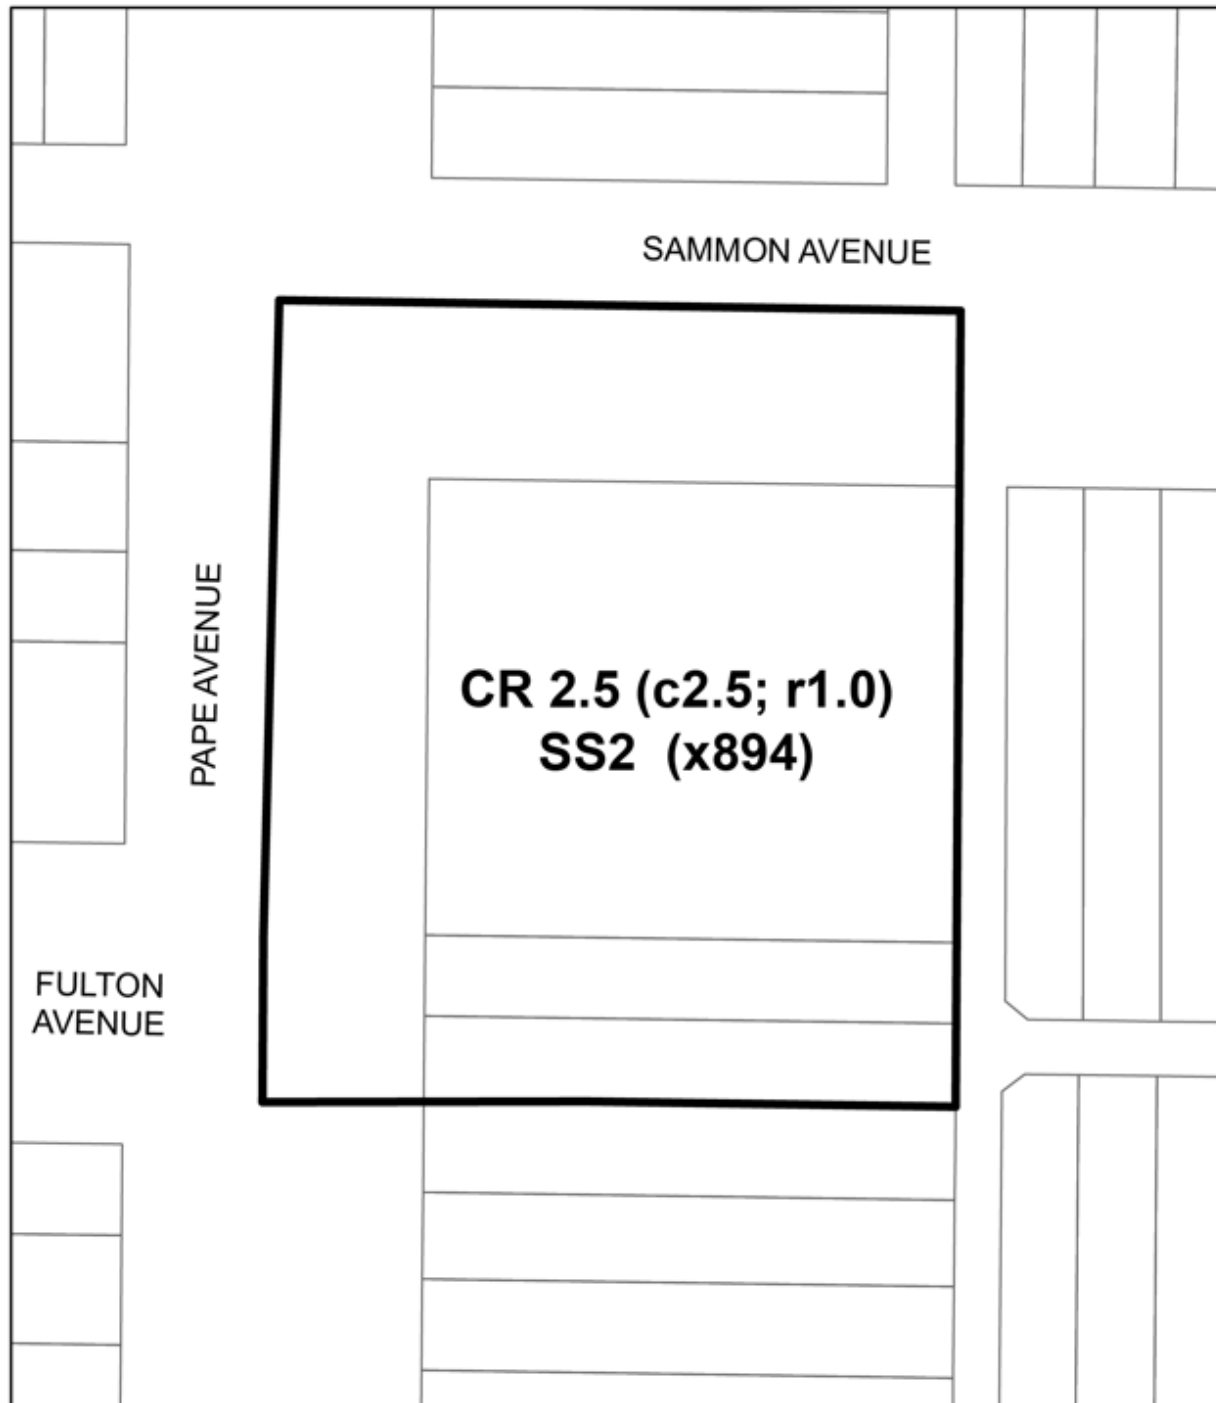 SAMMON AVENUE
PAPE AVENUE
CR 2.5 (c2.5; r1.0)
SS2 (x894)
FULTON
AVENUE